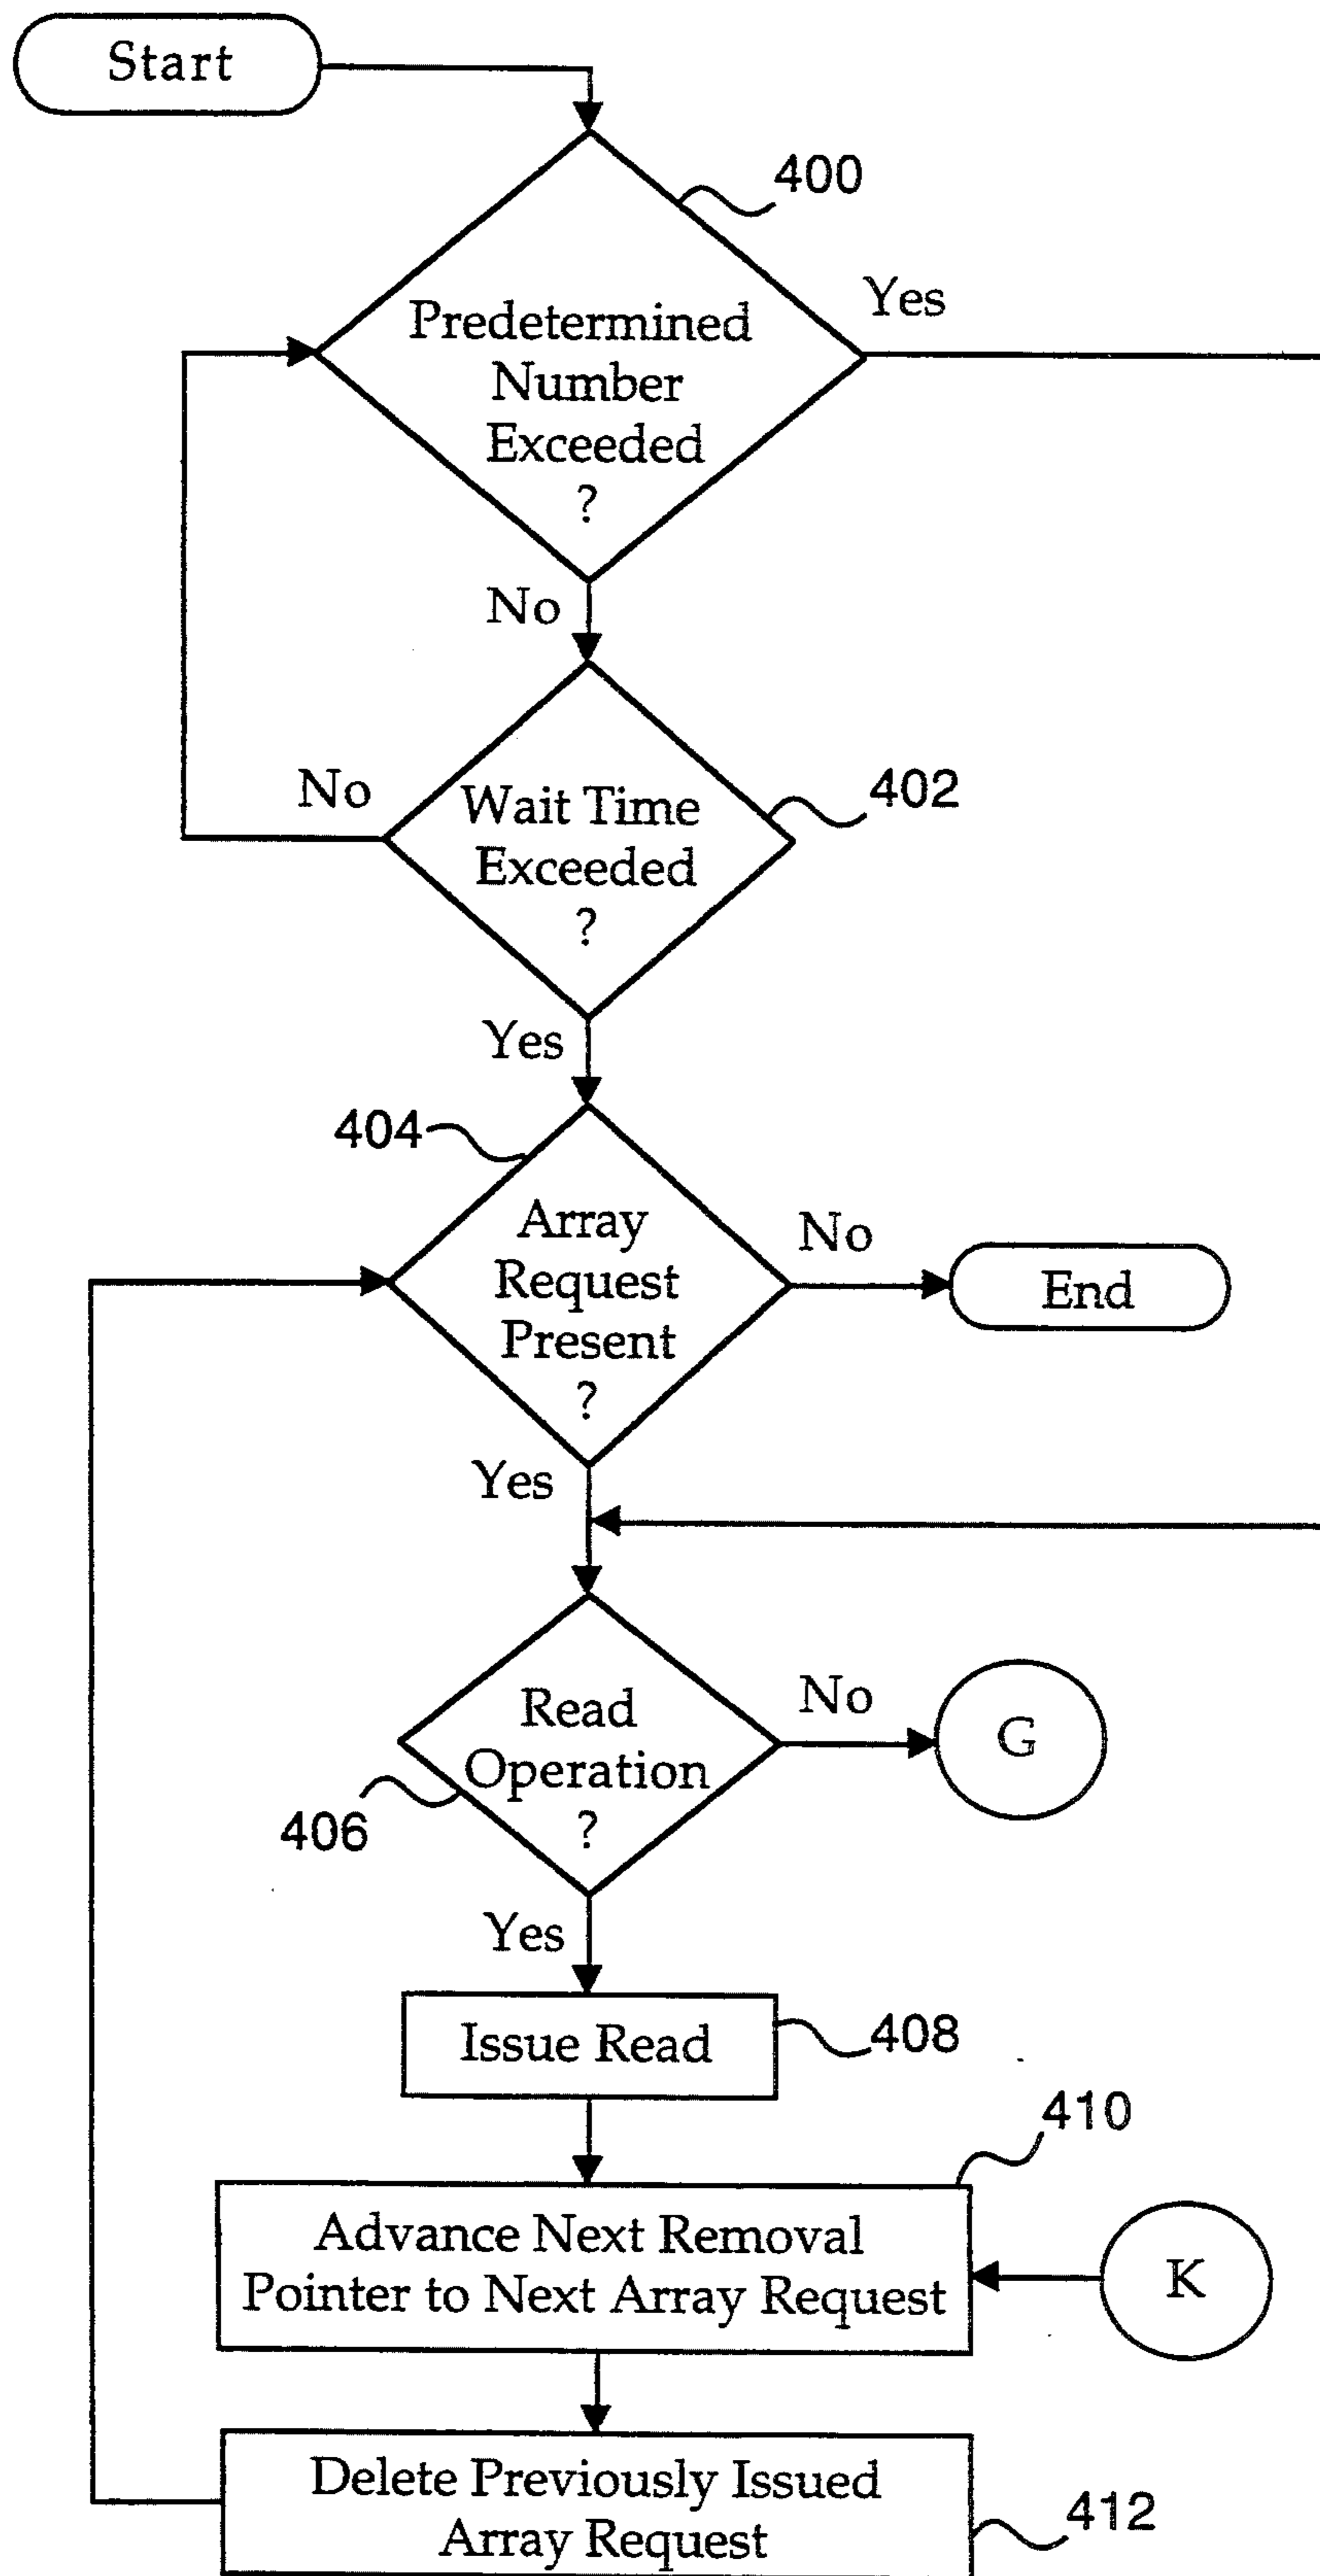 Start
400
Predetermined
Number
Exceeded
?
Yes
No
402
Wait Time
Exceeded
?
No
Yes
404
Array
Request
Present
?
No
End
Yes
Read
Operation
?
No
G
406
Yes
Issue Read
408
410
Advance Next Removal
Pointer to Next Array Request
K
Delete Previously Issued
Array Request
412